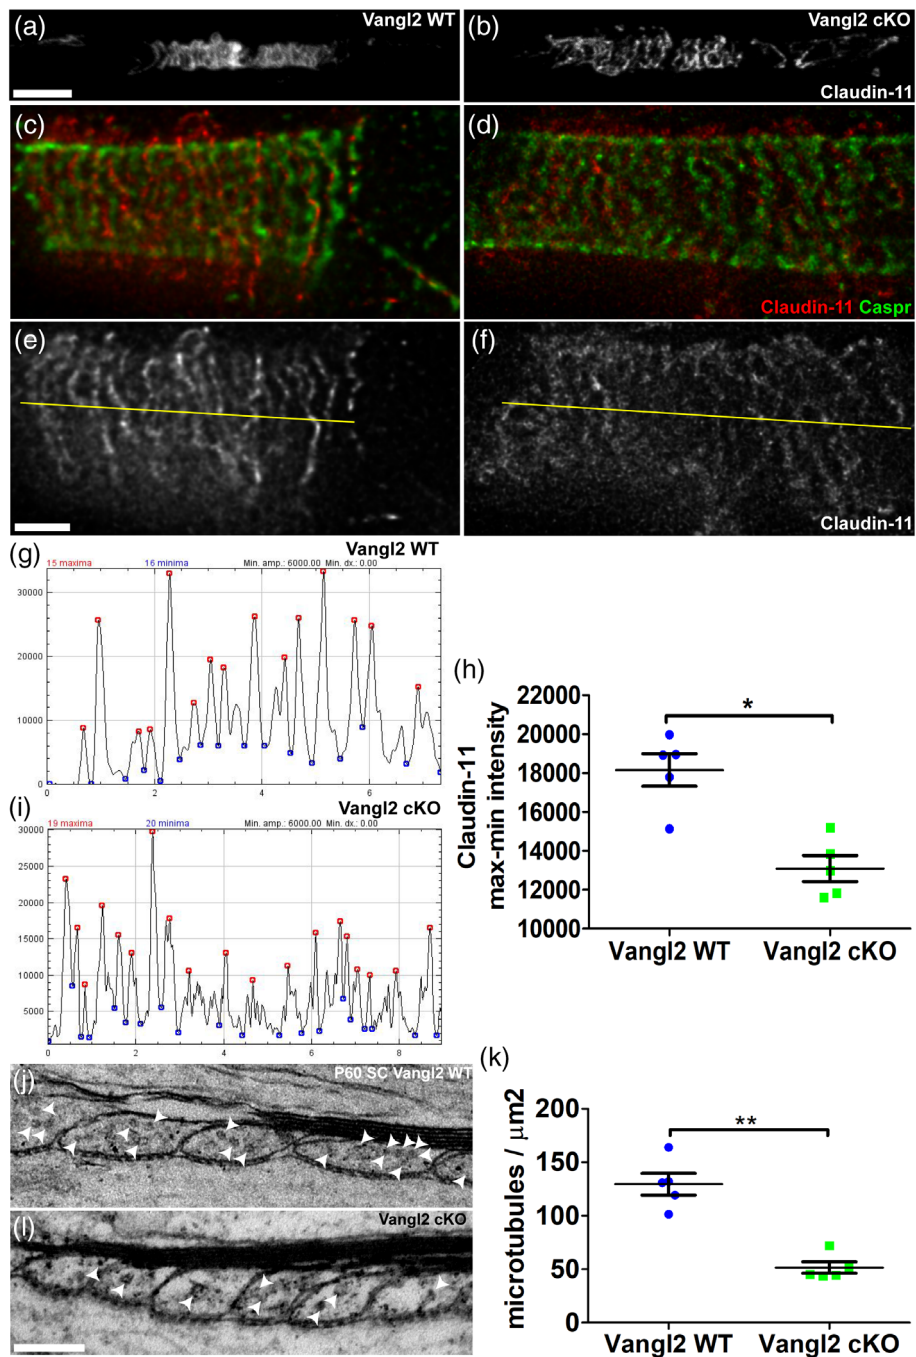 (a) Vangl2 WT
(b) Vangl2 cKO
Claudin-11
(c)
(d)
Claudin-11 Caspr
(e)
(f)
Claudin-11
(g) Vangl2 WT
15 maxima 16 minima Min. amp.: 6000.00 Min. dx.: 0.00
30000
20000
10000
0
0 2 4 6
(h)
Claudin-11
max-min intensity
22000
20000
18000
16000
14000
12000
10000
*
Vangl2 WT Vangl2 cKO
(i) Vangl2 cKO
19 maxima 20 minima Min. amp.: 6000.00 Min. dx.: 0.00
30000
25000
20000
15000
10000
5000
0 2 4 6 8
(j) P60 SC Vangl2 WT
(k)
microtubules / μm2
200
150
100
50
0
**
Vangl2 WT Vangl2 cKO
(l) Vangl2 cKO